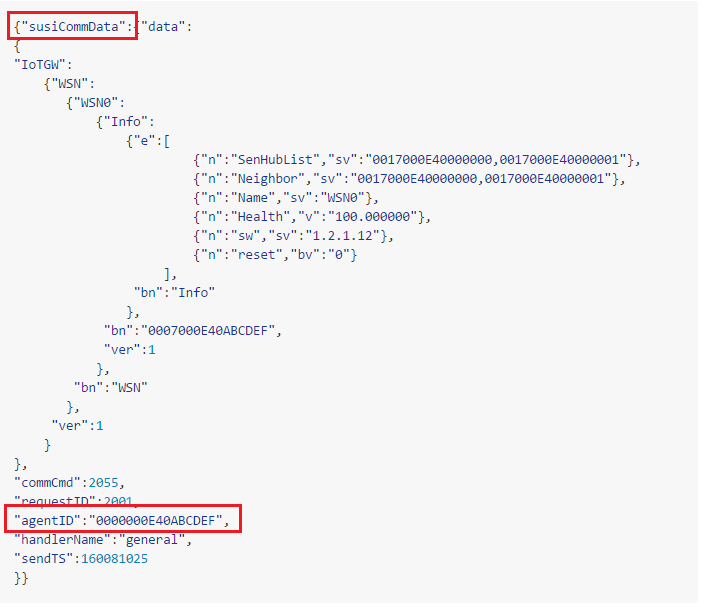 {"susiCommData":{"data":
{
"IoTGW":
{"WSN":
{"WSN0":
{"Info":
{"e":[
{"n":"SenHubList","sv":"0017000E40000000,0017000E40000001"},
{"n":"Neighbor","sv":"0017000E40000000,0017000E40000001"},
{"n":"Name","sv":"WSN0"},
{"n":"Health","v":"100.000000"},
{"n":"sw","sv":"1.2.1.12"},
{"n":"reset","bv":"0"}
],
"bn":"Info"
},
"bn":"0007000E40ABCDEF",
"ver":1
},
"bn":"WSN"
},
"ver":1
}
},
"commCmd":2055,
"requestID":2001,
"agentID":"0000000E40ABCDEF",
"handlerName":"general",
"sendTS":160081025
}}